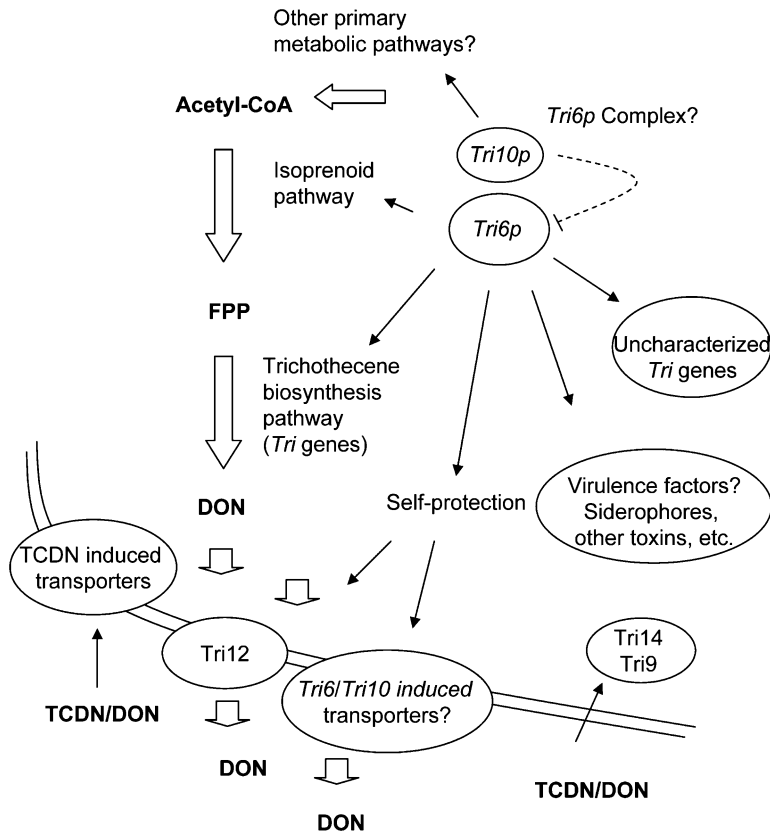 Other primary
metabolic pathways?
Acetyl-CoA
Tri6p Complex?
Tri10p
Isoprenoid
pathway
Tri6p
FPP
Uncharacterized
Tri genes
Trichothecene
biosynthesis
pathway
(Tri genes)
DON
Self-protection
Virulence factors?
Siderophores,
other toxins, etc.
TCDN induced
transporters
Tri12
Tri14
Tri9
Tri6/Tri10 induced
transporters?
TCDN/DON
DON
TCDN/DON
DON